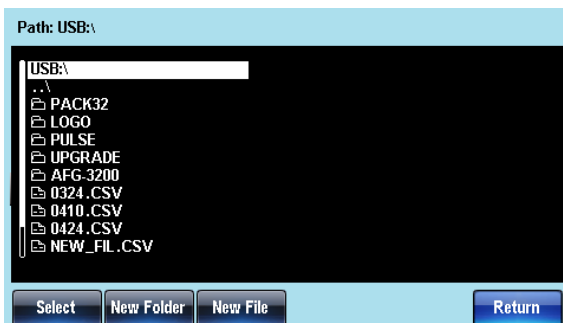 Path: USB:\
USB:\
..\
PACK32
LOGO
PULSE
UPGRADE
AFG-3200
0324.CSV
0410.CSV
0424.CSV
NEW_FIL.CSV
Select New Folder New File Return